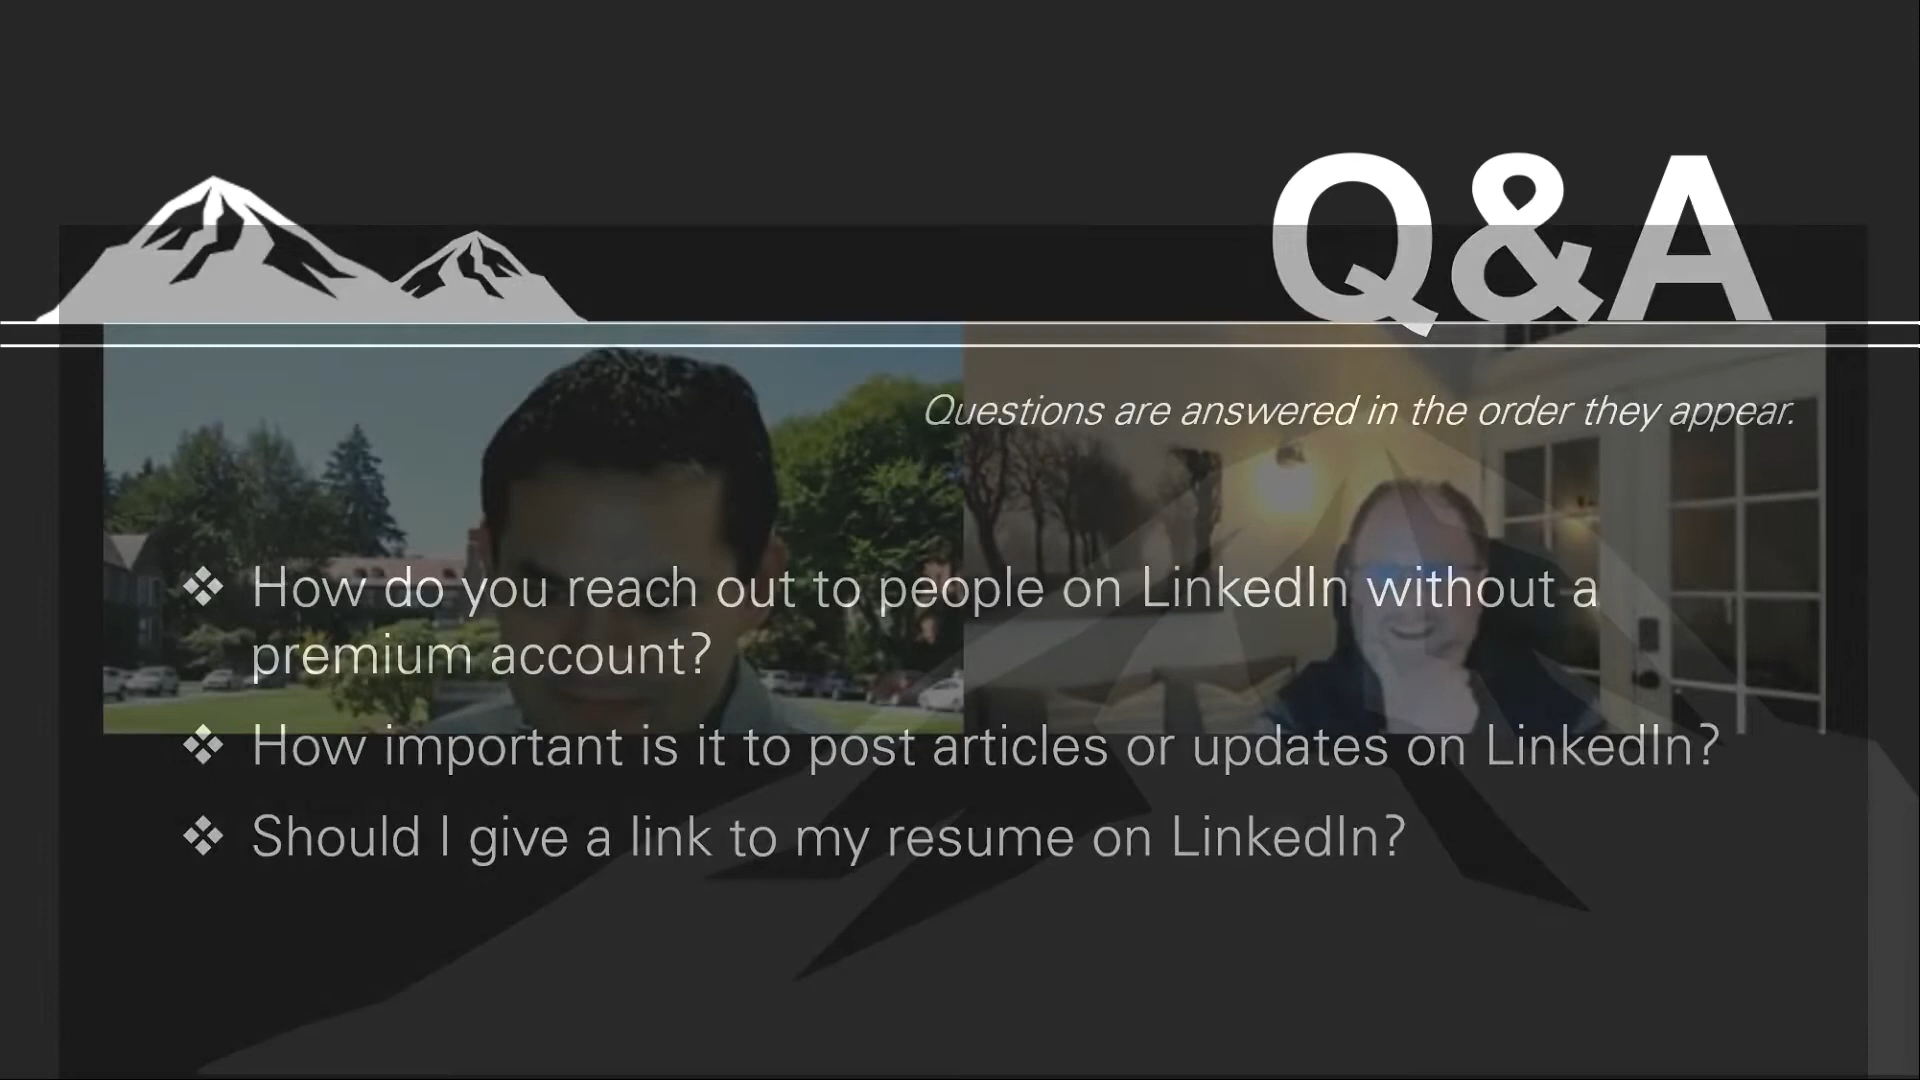 Q&A
Questions are answered in the order they appear.
❖ How do you reach out to people on LinkedIn without a
premium account?
❖ How important is it to post articles or updates on LinkedIn?
❖ Should I give a link to my resume on LinkedIn?